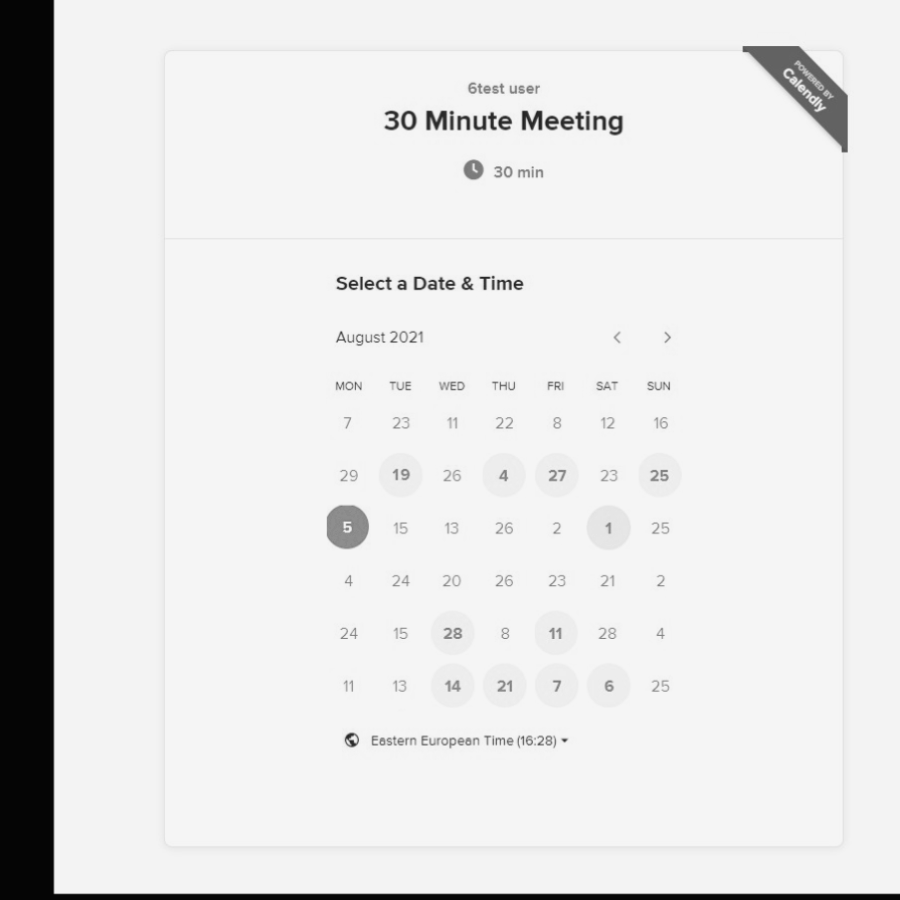 POWERED BY
Calendly
6test user
30 Minute Meeting
30 min
Select a Date & Time
August 2021
MON TUE WED THU FRI SAT SUN
7 23 11 22 8 12 16
29 19 26 4 27 23 25
5 15 13 26 2 1 25
4 24 20 26 23 21 2
24 15 28 8 11 28 4
11 13 14 21 7 6 25
Eastern European Time (16:28)